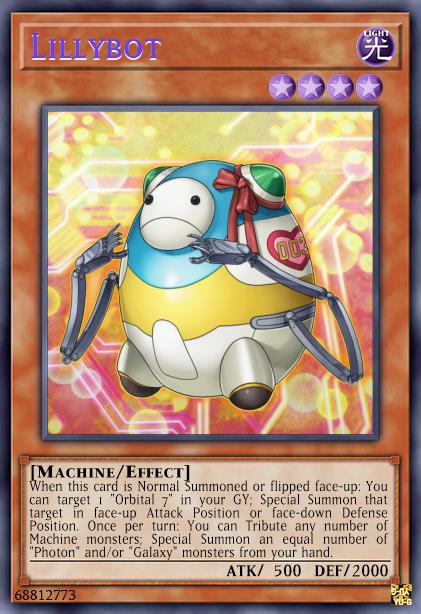 Lillybot
LIGHT
光
003
[Machine/Effect]
When this card is Normal Summoned or flipped face-up: You
can target 1 "Orbital 7" in your GY; Special Summon that
target in face-up Attack Position or face-down Defense
Position. Once per turn: You can Tribute any number of
Machine monsters; Special Summon an equal number of
"Photon" and/or "Galaxy" monsters from your hand.
ATK/ 500 DEF/2000
68812773